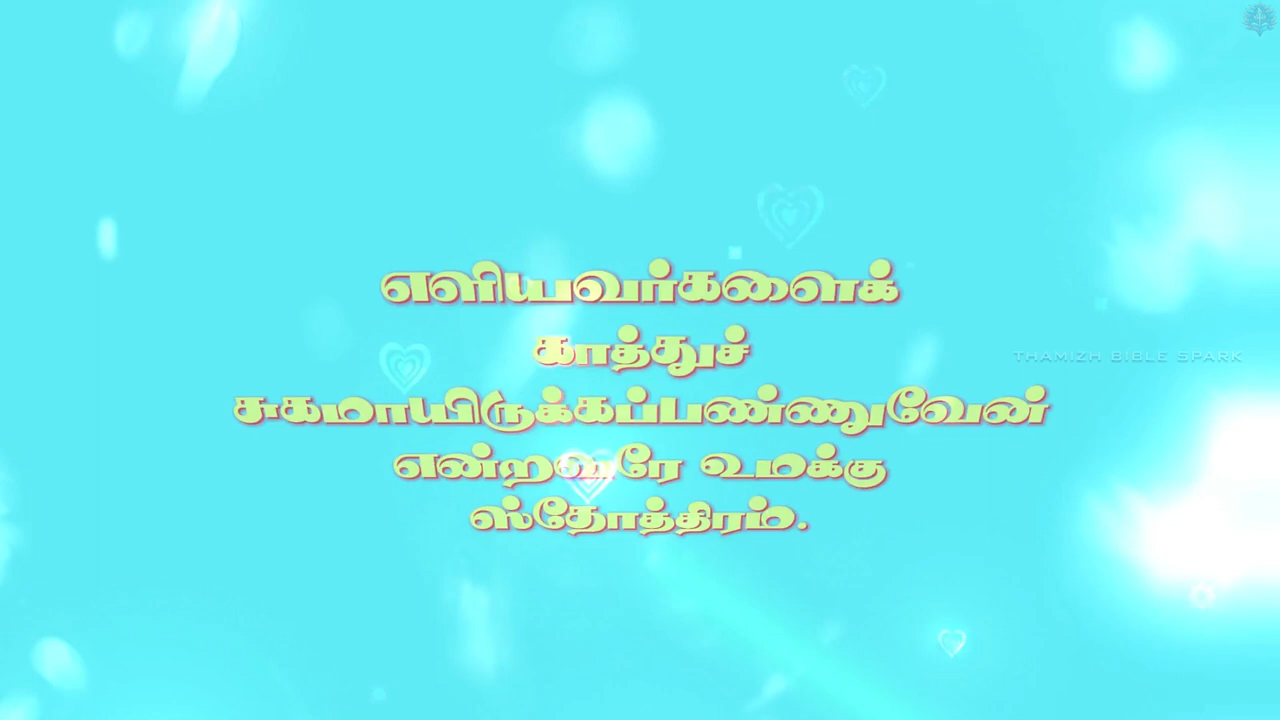 எளியவர்களைக்
காத்துச்
THAMIZH BIBLE SPARK
சுகமாயிருக்கப்பண்ணுவேன்
என்றவரே உமக்கு
ஸ்தோத்திரம்.